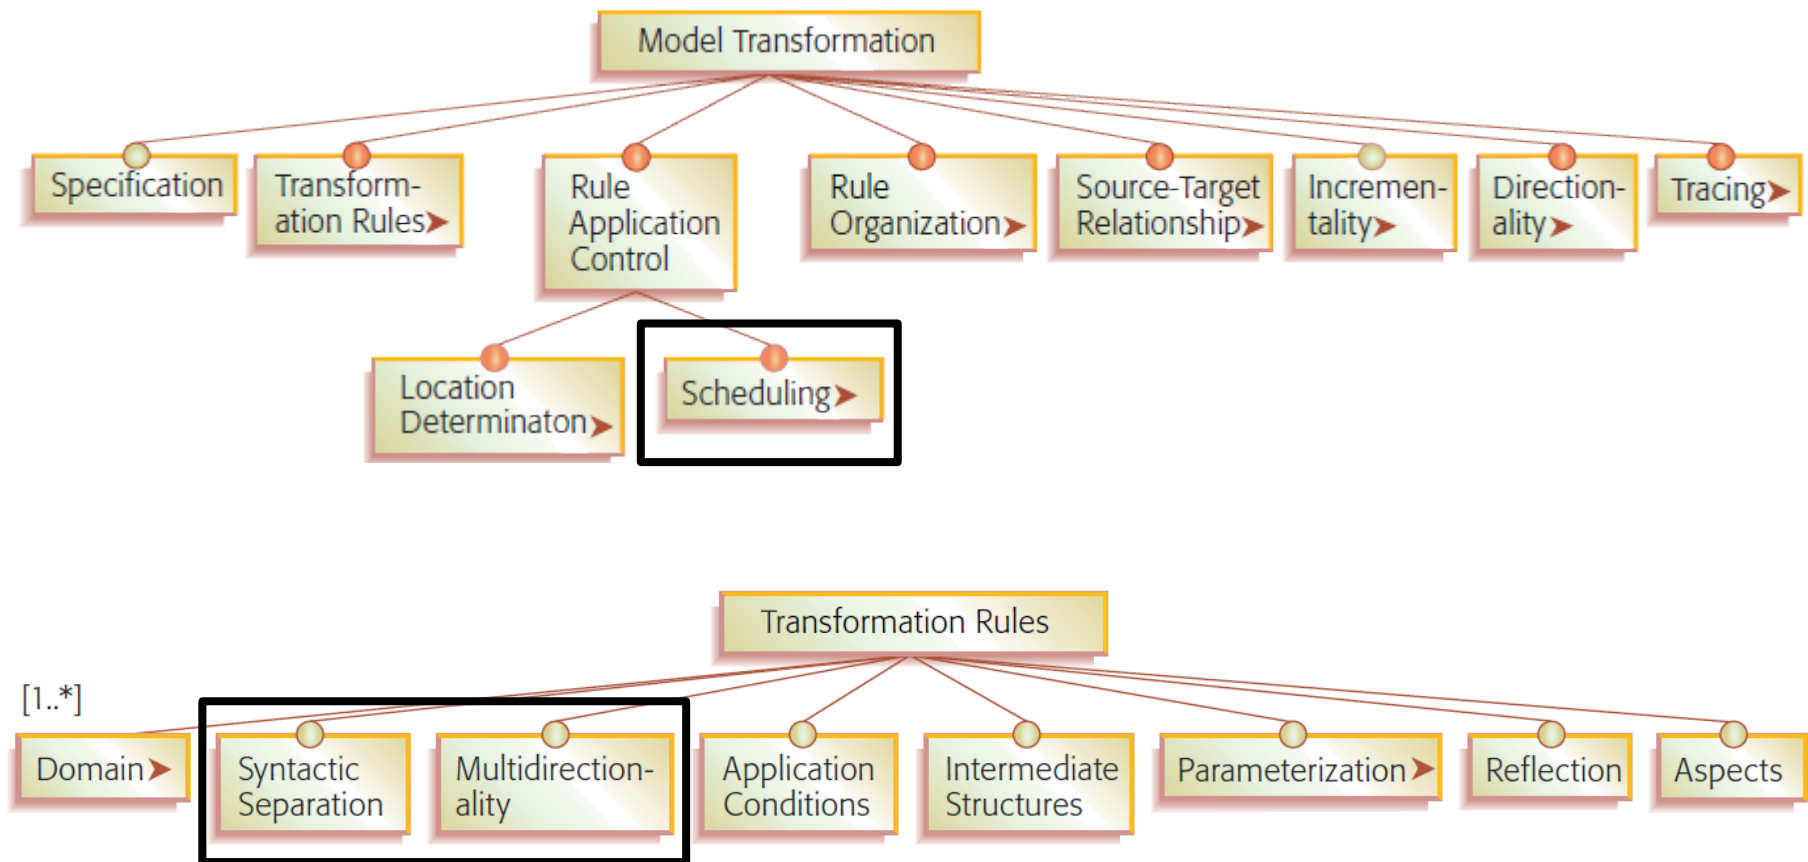 Model Transformation
Specification
Transform-
ation Rules
Rule
Application
Control
Rule
Organization
Source-Target
Relationship
Incremen-
tality
Direction-
ality
Tracing
Location
Determinaton
Scheduling
Transformation Rules
[1..*]
Domain
Syntactic
Separation
Multidirection-
ality
Application
Conditions
Intermediate
Structures
Parameterization
Reflection
Aspects